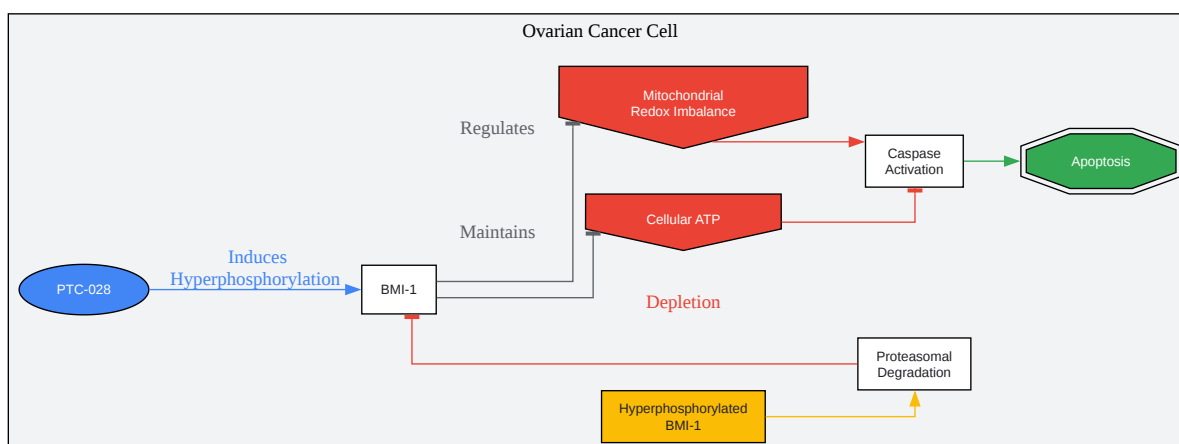 Ovarian Cancer Cell
Mitochondrial
Redox Imbalance
Regulates
Caspase
Activation
Apoptosis
Cellular ATP
Maintains
Induces
Hyperphosphorylation
PTC-028
BMI-1
Depletion
Proteasomal
Degradation
Hyperphosphorylated
BMI-1